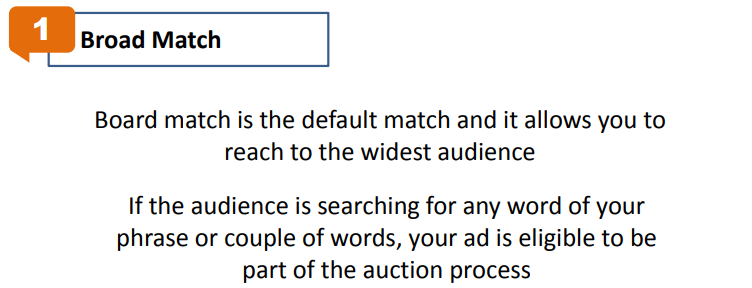 1
Broad Match
Board match is the default match and it allows you to
reach to the widest audience
If the audience is searching for any word of your
phrase or couple of words, your ad is eligible to be
part of the auction process